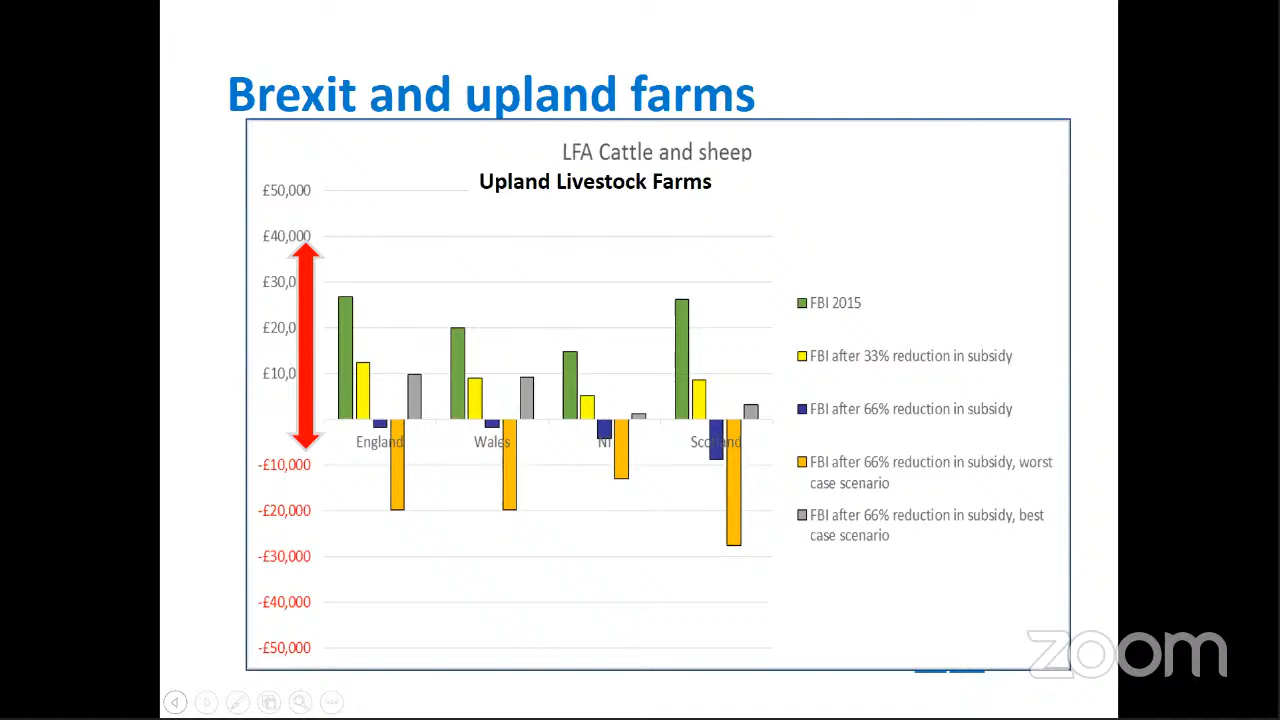 Brexit and upland farms
LFA Cattle and sheep
Upland Livestock Farms
£50,000
£40,000
£30,0
£20,0
£10,0
England
Wales
NI
Scotland
-£10,000
-£20,000
-£30,000
-£40,000
-£50,000
FBI 2015
FBI after 33% reduction in subsidy
FBI after 66% reduction in subsidy
FBI after 66% reduction in subsidy, worst
case scenario
FBI after 66% reduction in subsidy, best
case scenario
zoom